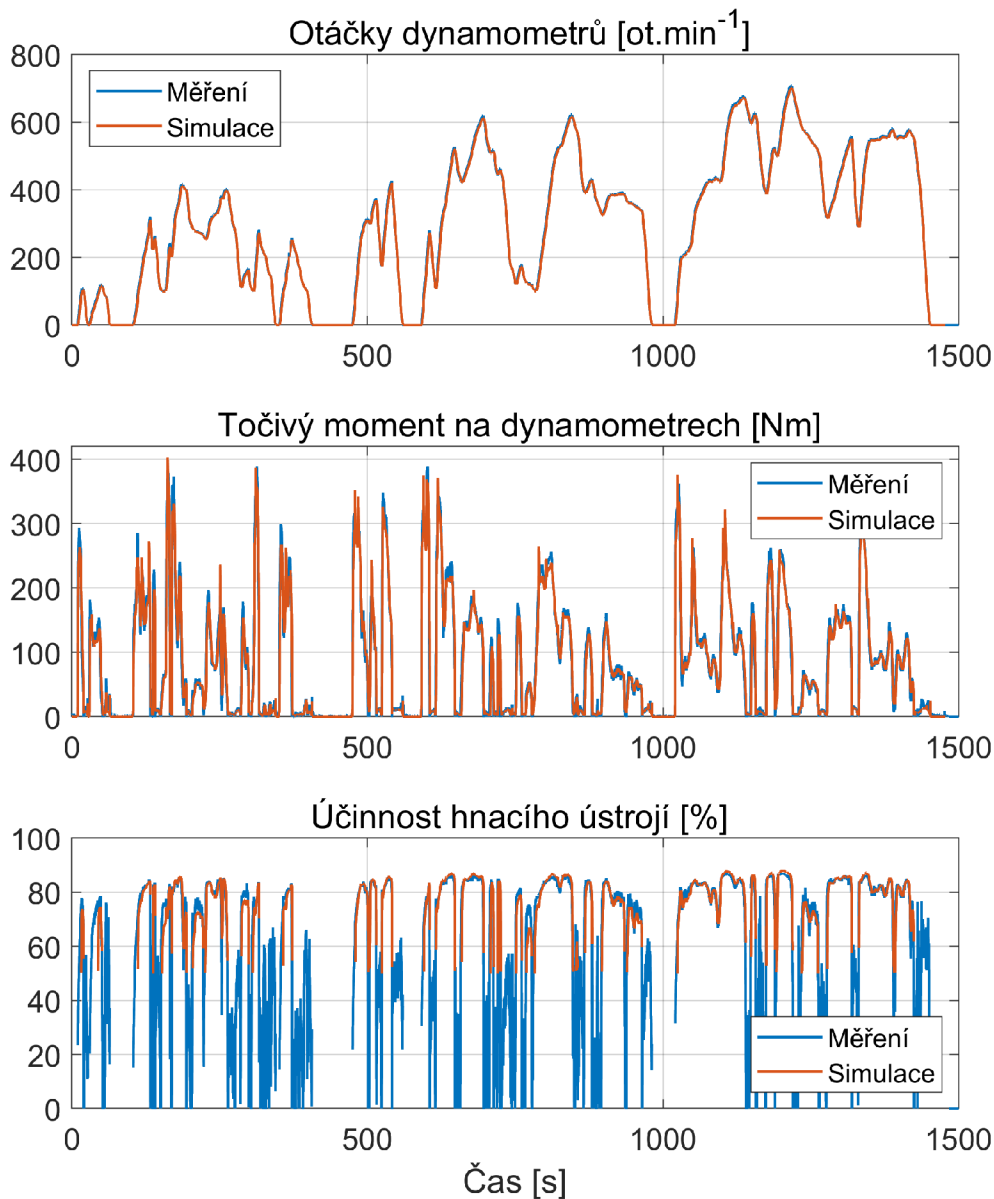 Otáčky dynamometrů [ot.min⁻¹]
800
600
400
200
0
Měření
Simulace
0 500 1000 1500
Točivý moment na dynamometrech [Nm]
400
300
200
100
0
Měření
Simulace
0 500 1000 1500
Účinnost hnacího ústrojí [%]
100
80
60
40
20
0
Měření
Simulace
0 500 1000 1500
Čas [s]